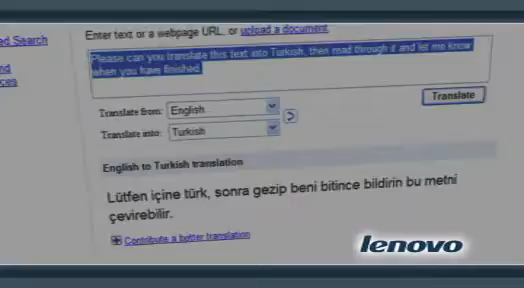 ed Search
nd
ces
Enter text or a webpage URL, or upload a document.
Please can you translate this text into Turkish, then read through it and let me know
when you have finished.
Translate
Translate from: English
Translate into: Turkish
English to Turkish translation
Lütfen içine türk, sonra gezip beni bitince bildirin bu metni
çevirebilir.
Contribute a better translation
lenovo